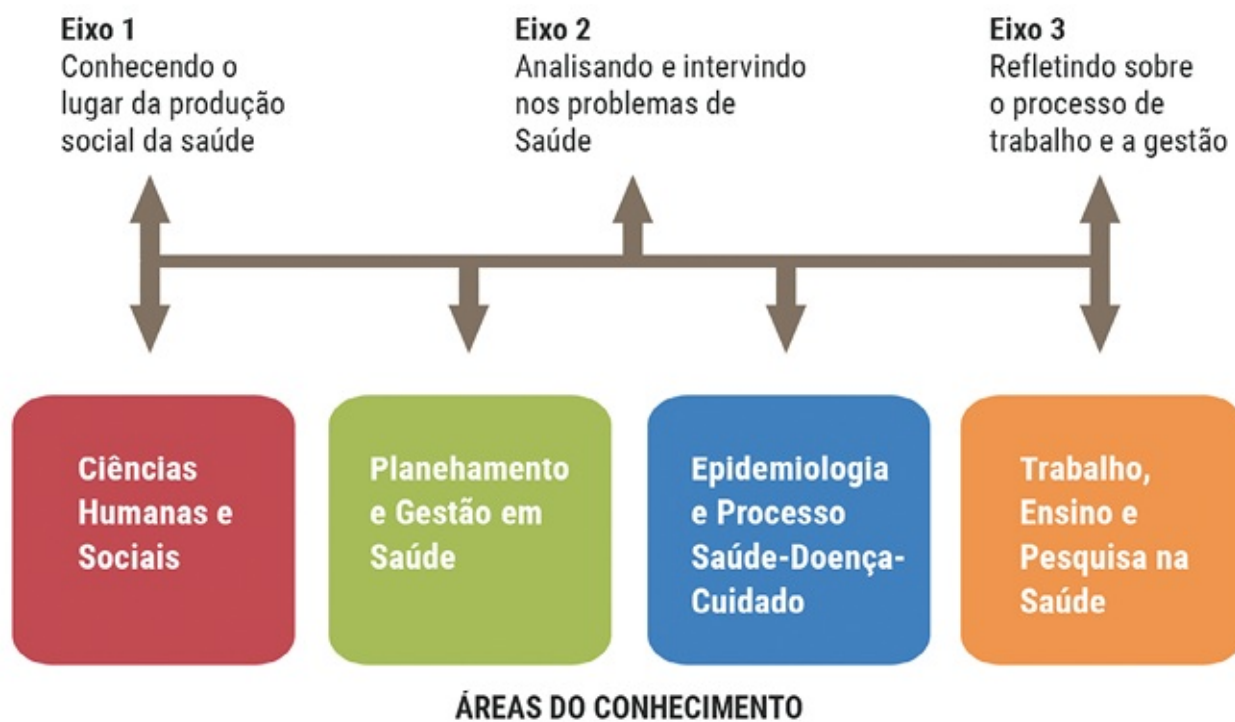 Eixo 1
Conhecendo o
lugar da produção
social da saúde
Eixo 2
Analisando e intervindo
nos problemas de
Saúde
Eixo 3
Refletindo sobre
o processo de
trabalho e a gestão
Ciências
Humanas e
Sociais
Planehamento
e Gestão em
Saúde
Epidemiologia
e Processo
Saúde-Doença-
Cuidado
Trabalho,
Ensino e
Pesquisa na
Saúde
ÁREAS DO CONHECIMENTO